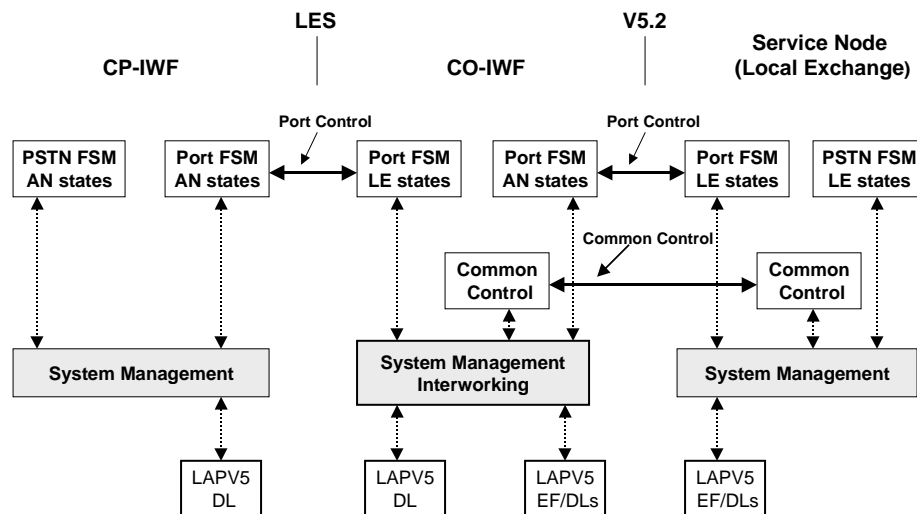 LES
V5.2
CP-IWF
CO-IWF
Service Node
(Local Exchange)
Port Control
Port Control
PSTN FSM
AN states
Port FSM
AN states
Port FSM
LE states
Port FSM
AN states
Port FSM
LE states
PSTN FSM
LE states
Common Control
Common
Control
Common
Control
System Management
System Management
Interworking
System Management
LAPV5
DL
LAPV5
DL
LAPV5
EF/DLs
LAPV5
EF/DLs